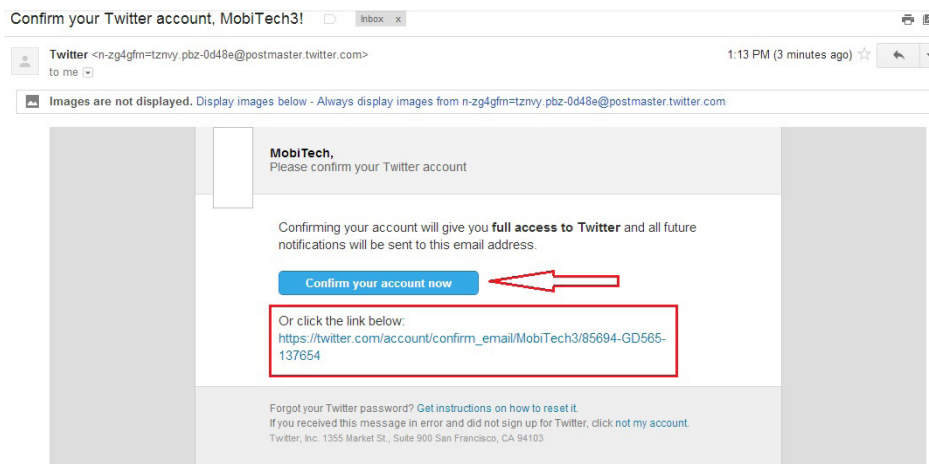 Confirm your Twitter account, MobiTech3! Inbox x
Twitter <n-zg4gfrn=tznvy.pbz-0d48e@postmaster.twitter.com> 1:13 PM (3 minutes ago)
to me
Images are not displayed. Display images below - Always display images from n-zg4gfrn=tznvy.pbz-0d48e@postmaster.twitter.com
MobiTech,
Please confirm your Twitter account
Confirming your account will give you full access to Twitter and all future
notifications will be sent to this email address.
Confirm your account now
Or click the link below:
https://twitter.com/account/confirm_email/MobiTech3/85694-GD565-
137654
Forgot your Twitter password? Get instructions on how to reset it.
If you received this message in error and did not sign up for Twitter, click not my account.
Twitter, Inc. 1355 Market St., Suite 900 San Francisco, CA 94103